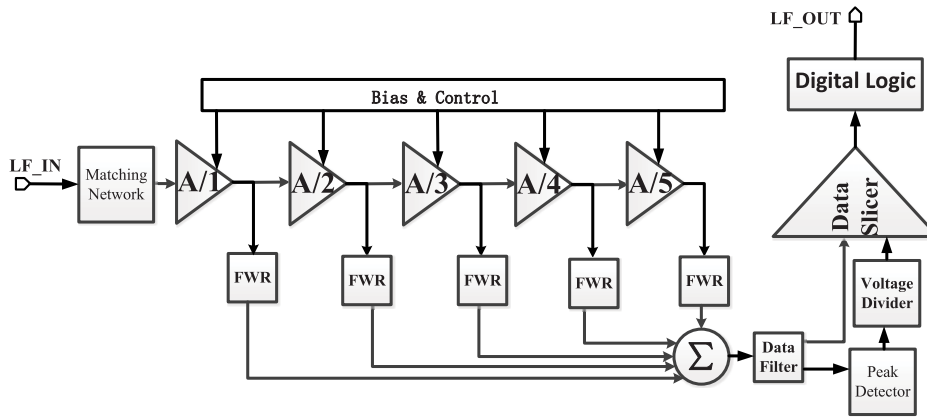 LF_OUT
Digital Logic
Bias & Control
LF_IN
Matching
Network
A/1
A/2
A/3
A/4
A/5
Data
Slicer
FWR
FWR
FWR
FWR
FWR
Voltage
Divider
Σ
Data
Filter
Peak
Detector